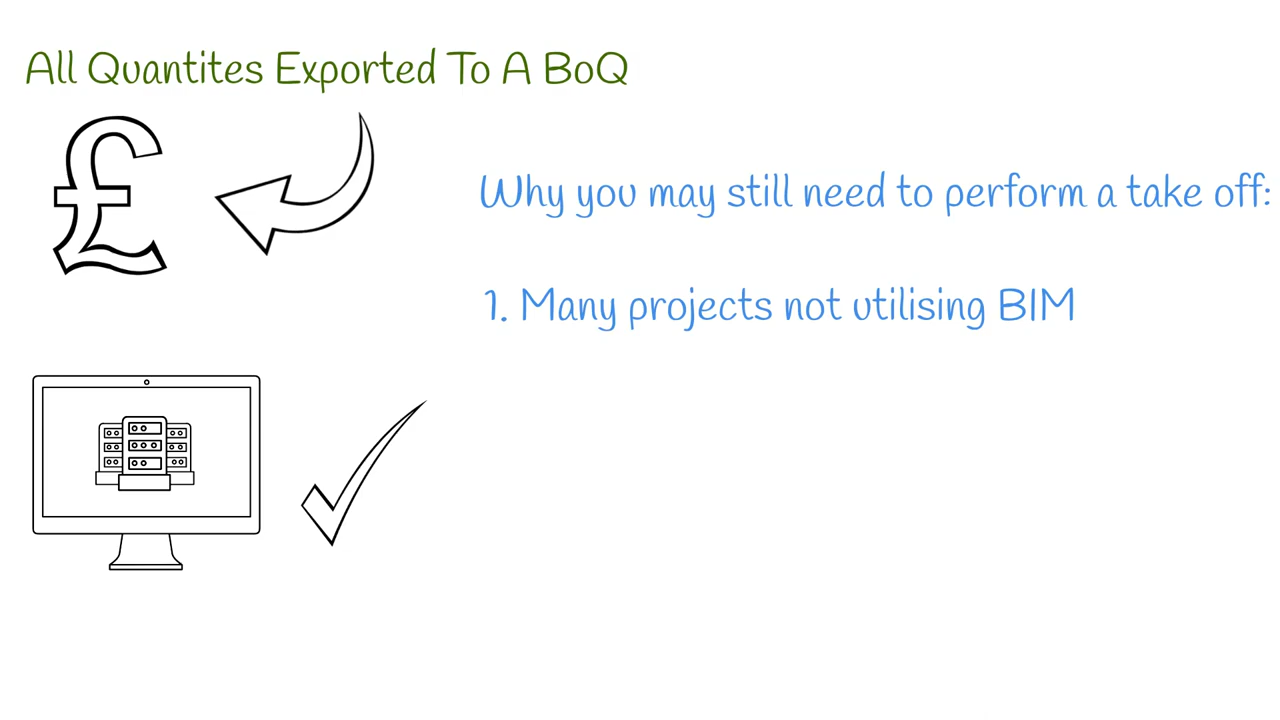 All Quantites Exported To A BoQ
Why you may still need to perform a take off:
1. Many projects not utilising BIM